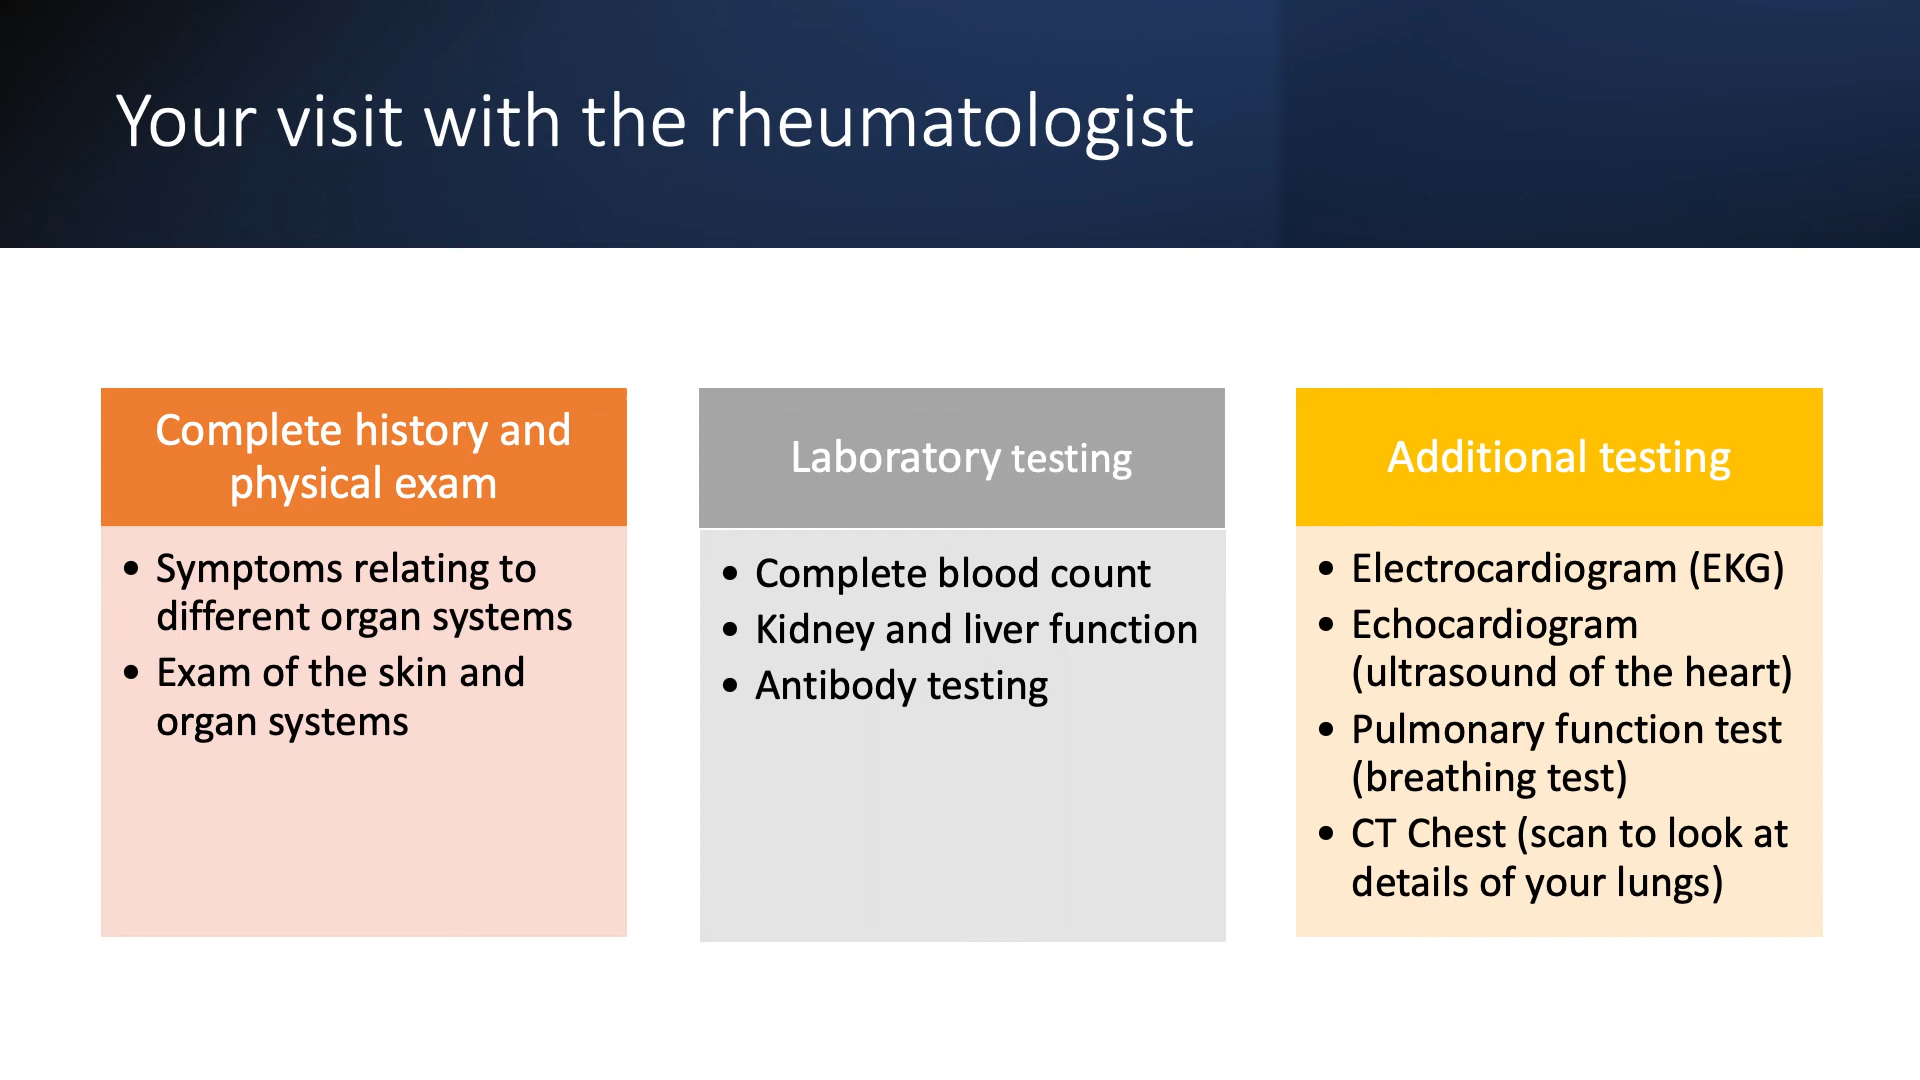 Your visit with the rheumatologist
Complete history and
physical exam
• Symptoms relating to
different organ systems
• Exam of the skin and
organ systems
Laboratory testing
• Complete blood count
• Kidney and liver function
• Antibody testing
Additional testing
• Electrocardiogram (EKG)
• Echocardiogram
(ultrasound of the heart)
• Pulmonary function test
(breathing test)
• CT Chest (scan to look at
details of your lungs)